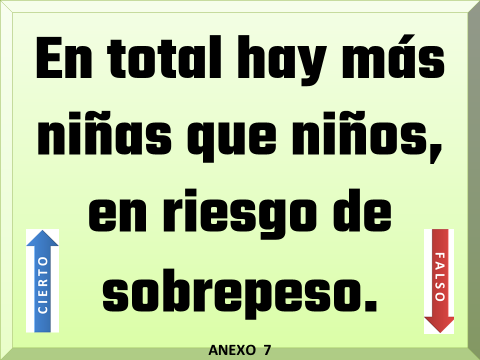 En total hay más
niñas que niños,
en riesgo de
sobrepeso.
CIERTO
FALSO
ANEXO 7